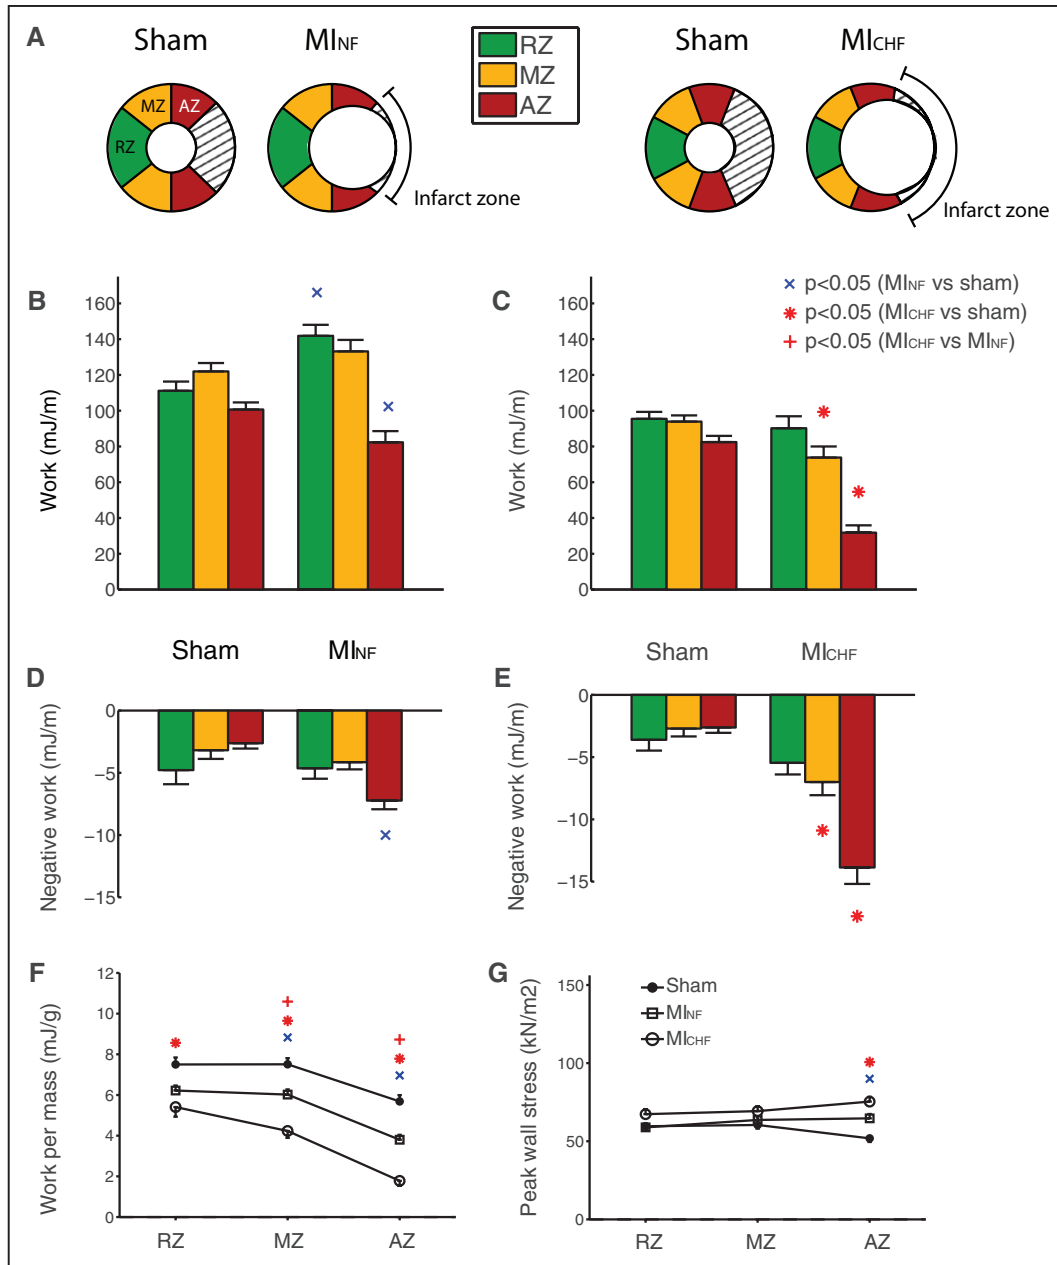 A
Sham
MINF
RZ
MZ
AZ
Sham
MICHF
MZ
AZ
RZ
Infarct zone
Infarct zone
B
C
× p<0.05 (MINF vs sham)
* p<0.05 (MICHF vs sham)
+ p<0.05 (MICHF vs MINF)
Work (mJ/m)
160
140
120
100
80
60
40
20
0
×
×
Work (mJ/m)
160
140
120
100
80
60
40
20
0
*
*
Sham
MINF
Sham
MICHF
D
E
Negative work (mJ/m)
0
−5
−10
−15
×
Negative work (mJ/m)
0
−5
−10
−15
*
*
F
G
Work per mass (mJ/g)
12
10
8
6
4
2
0
*
+
*
×
+
*
×
RZ
MZ
AZ
Peak wall stress (kN/m2)
150
100
50
0
Sham
MINF
MICHF
*
×
RZ
MZ
AZ